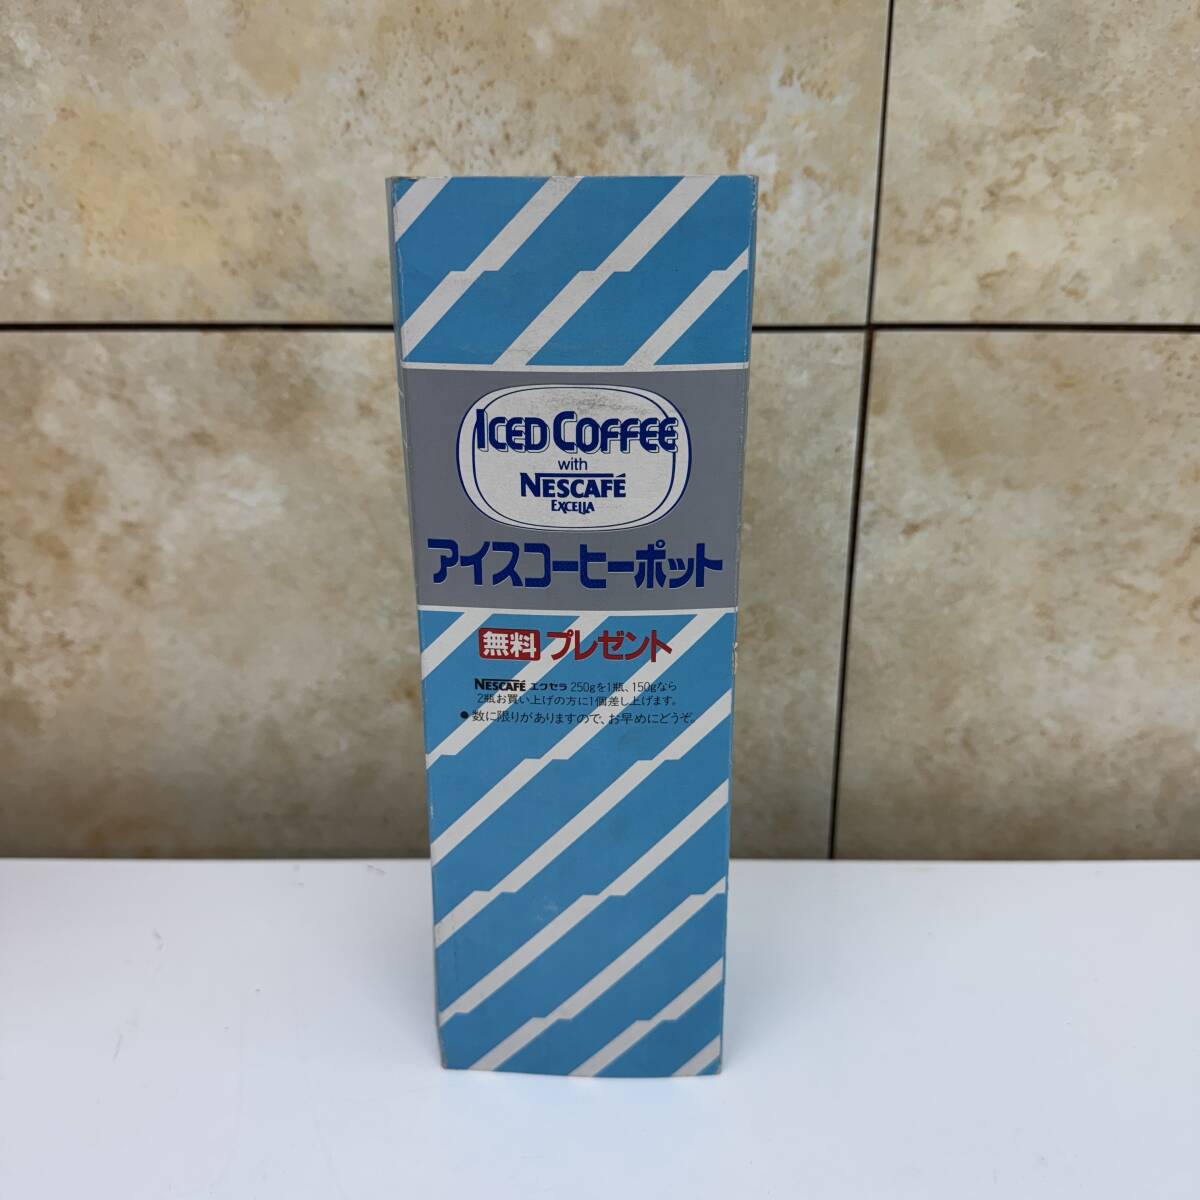 ICED COFFEE
with
NESCAFÉ
EXCELLA
アイスコーヒーポット
無料 プレゼント
NESCAFÉ エクセラ 250gを1瓶、150gなら
2瓶お買い上げの方に1個差し上げます。
● 数に限りがありますので、お早めにどうぞ。